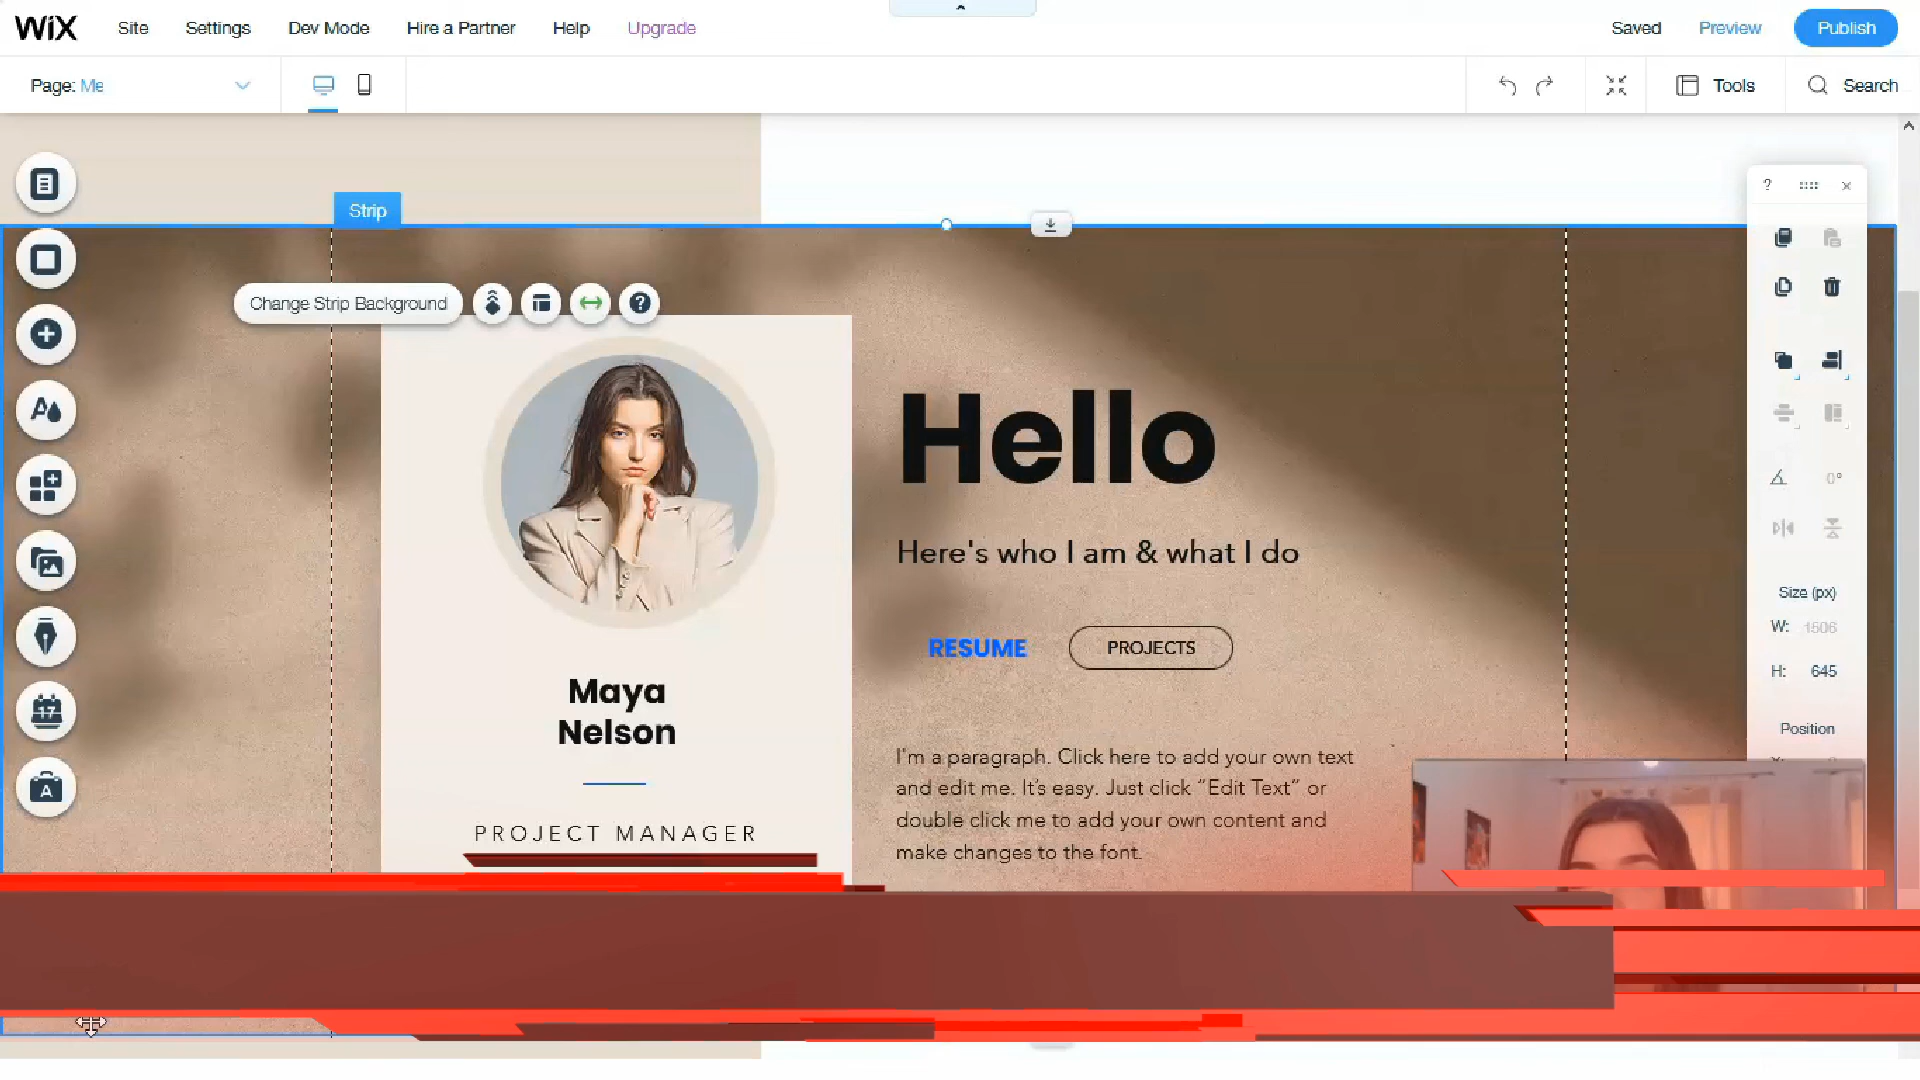 WiX Site Settings Dev Mode Hire a Partner Help Upgrade Saved Preview Publish
Page: Me Tools Search
Strip
?
Change Strip Background ?
Hello
0°
Here's who I am & what I do
Size (px)
W: 1506
RESUME PROJECTS
H: 645
Maya
Nelson
17
Position
I'm a paragraph. Click here to add your own text
and edit me. It's easy. Just click “Edit Text” or
double click me to add your own content and
make changes to the font.
PROJECT MANAGER
A